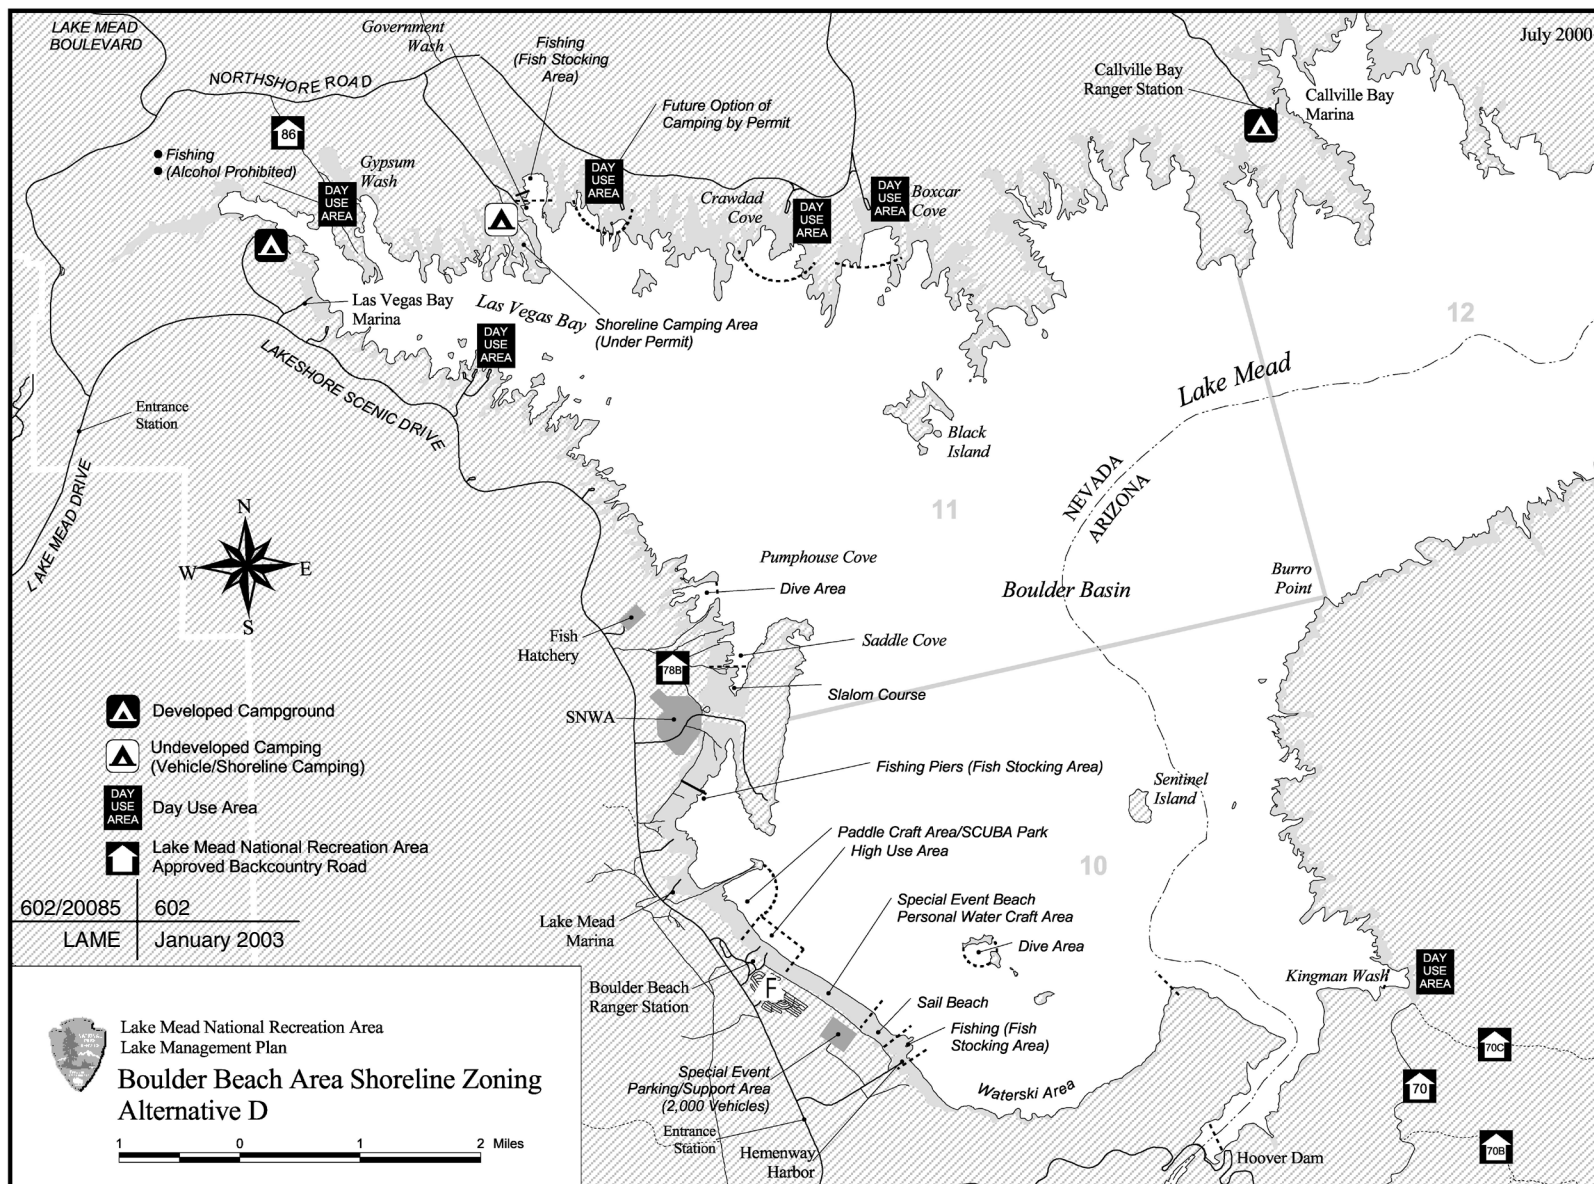 LAKE MEAD
BOULEVARD
Government
Wash
July 2000
NORTHSHORE ROAD
Fishing
(Fish Stocking
Area)
Callville Bay
Ranger Station
Callville Bay
Marina
Future Option of
Camping by Permit
86
Fishing
(Alcohol Prohibited)
Gypsum
Wash
DAY
USE
AREA
DAY
USE
AREA
Crawdad
Cove
DAY
USE
AREA
DAY
USE
AREA
Boxcar
Cove
Las Vegas Bay
Marina
Las Vegas Bay
Shoreline Camping Area
(Under Permit)
12
DAY
USE
AREA
LAKESHORE SCENIC DRIVE
Lake Mead
Entrance
Station
Black
Island
LAKE MEAD DRIVE
NEVADA
ARIZONA
11
N
W
E
S
Pumphouse Cove
Dive Area
Boulder Basin
Burro
Point
Fish
Hatchery
Saddle Cove
78B
Slalom Course
SNWA
Developed Campground
Undeveloped Camping
(Vehicle/Shoreline Camping)
DAY
USE
AREA
Day Use Area
Lake Mead National Recreation Area
Approved Backcountry Road
Fishing Piers (Fish Stocking Area)
Sentinel
Island
Paddle Craft Area/SCUBA Park
High Use Area
10
602/20085
602
LAME
January 2003
Lake Mead
Marina
Special Event Beach
Personal Water Craft Area
Dive Area
Kingman Wash
DAY
USE
AREA
Boulder Beach
Ranger Station
F
Sail Beach
Fishing (Fish
Stocking Area)
70C
70
70B
Special Event
Parking/Support Area
(2,000 Vehicles)
Waterski Area
Entrance
Station
Hemenway
Harbor
Hoover Dam
Lake Mead National Recreation Area
Lake Management Plan
Boulder Beach Area Shoreline Zoning
Alternative D
1
0
1
2 Miles